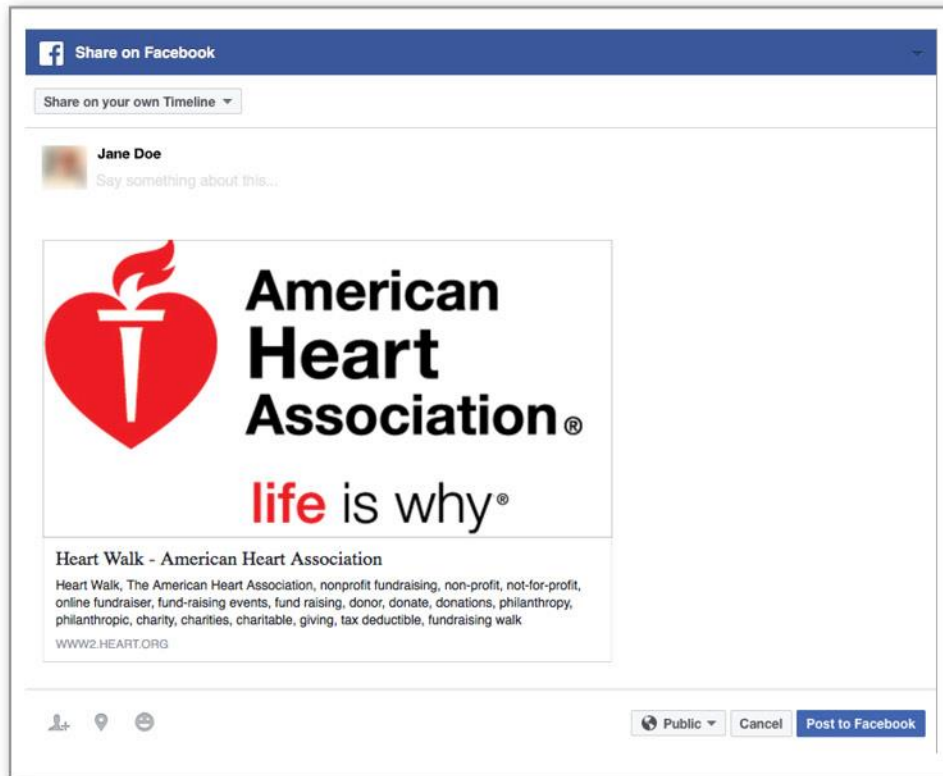 Share on Facebook
Share on your own Timeline
Jane Doe
Say something about this...
American
Heart
Association®
life is why®
Heart Walk - American Heart Association
Heart Walk, The American Heart Association, nonprofit fundraising, non-profit, not-for-profit,
online fundraiser, fund-raising events, fund raising, donor, donate, donations, philanthropy,
philanthropic, charity, charities, charitable, giving, tax deductible, fundraising walk
WWW2.HEART.ORG
Public Cancel Post to Facebook